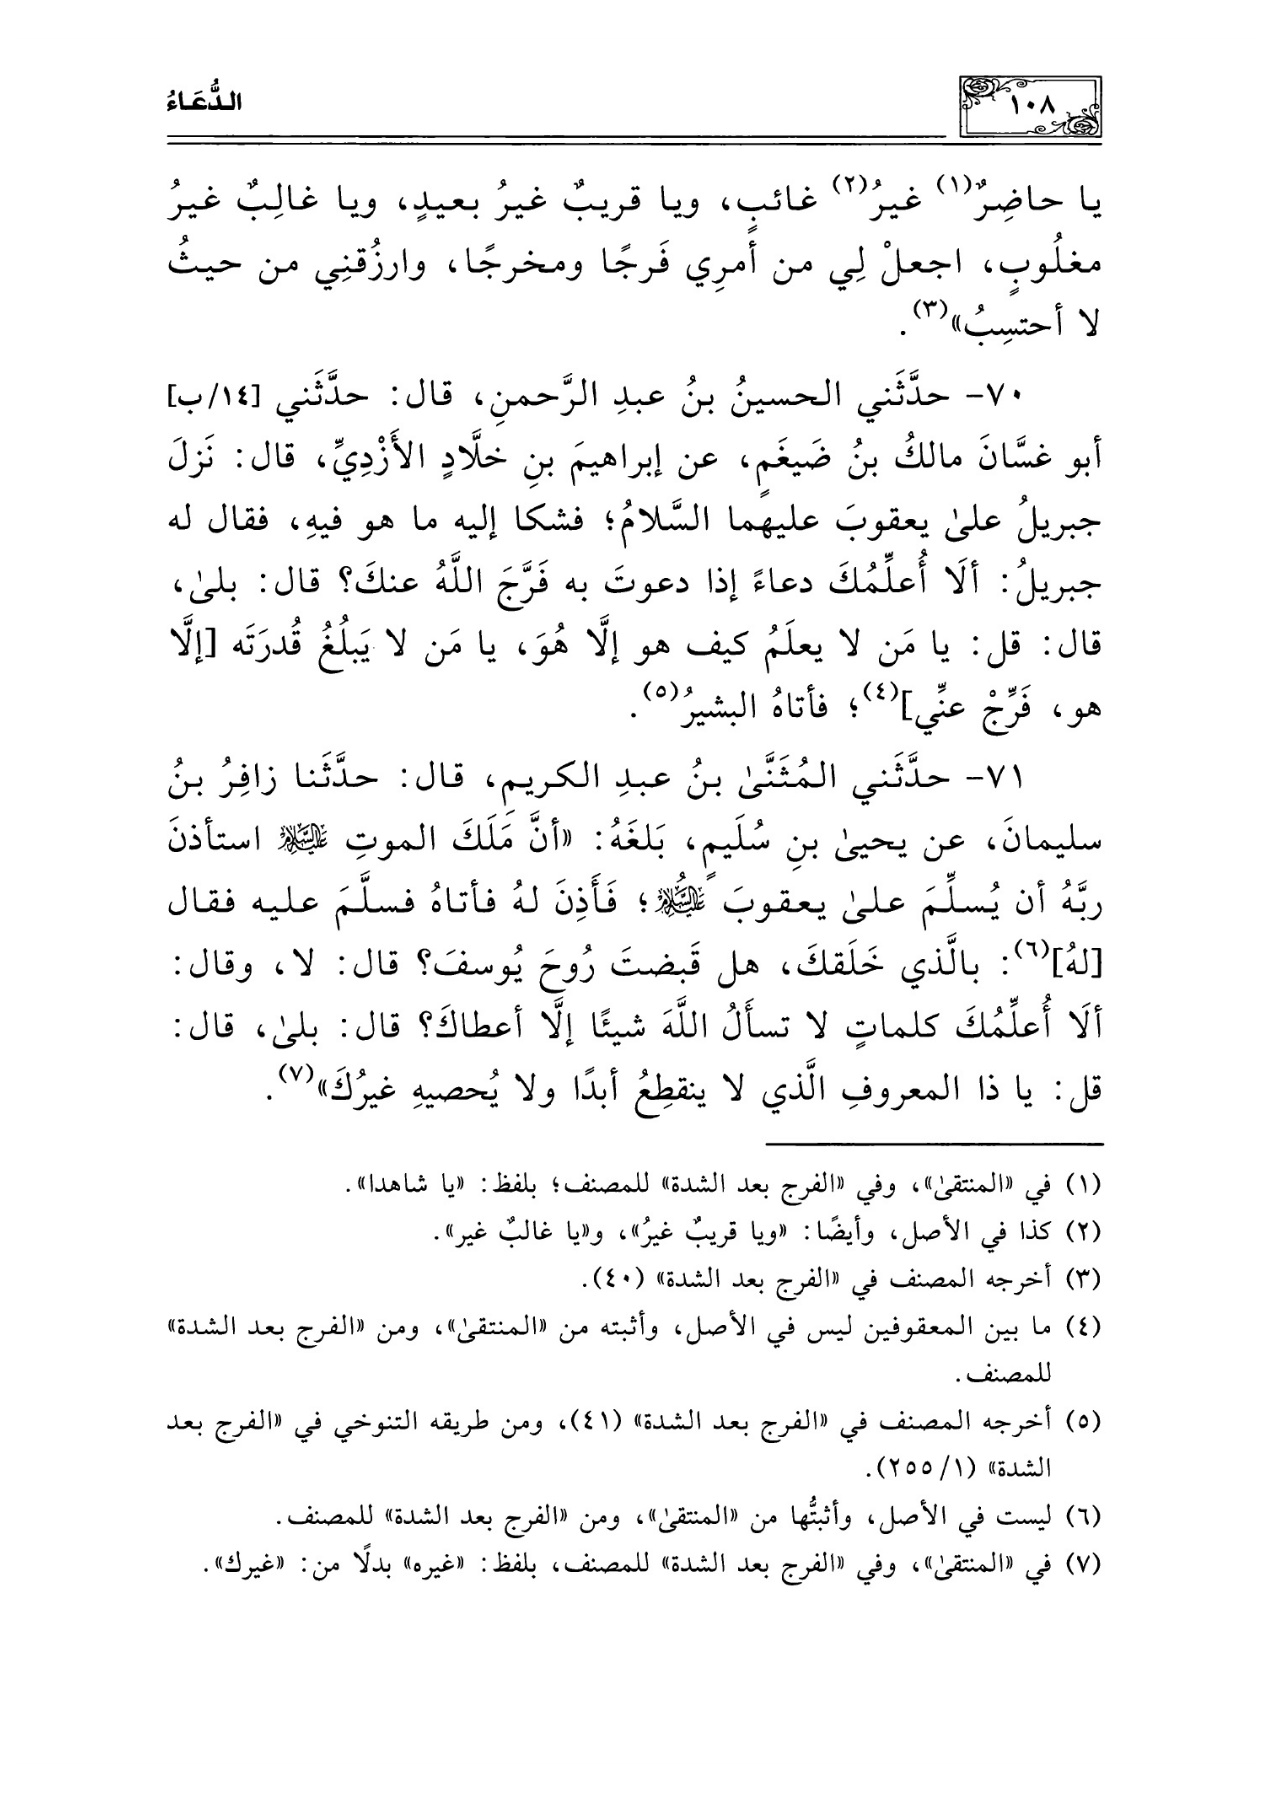 ١٠٨
الدُّعَاءُ
يا حاضِرٌ(١) غيرُ(٢) غائبٍ، ويا قريبٌ غيرُ بعيدٍ، ويا غالِبٌ غيرُ
مغلُوبٍ، اجعلْ لِي من أمرِي فَرجًا ومخرجًا، وارزُقنِي من حيثُ
لا أحتسِبُ»(٣).
٧٠- حدَّثَني الحسينُ بنُ عبدِ الرَّحمنِ، قال: حدَّثَني [١٤/ب]
أبو غسَّانَ مالكُ بنُ ضَيغَمٍ، عن إبراهيمَ بنِ خلَّادٍ الأَزْدِيِّ، قال: نَزلَ
جبريلُ علىٰ يعقوبَ عليهما السَّلامُ؛ فشكا إليه ما هو فيهِ، فقال له
جبريلُ: ألَا أُعلِّمُكَ دعاءً إذا دعوتَ به فَرَّجَ اللَّهُ عنكَ؟ قال: بلىٰ،
قال: قل: يا مَن لا يعلَمُ كيف هو إلَّا هُوَ، يا مَن لا يَبلُغُ قُدرَتَه [إلَّا
هو، فَرِّجْ عنِّي](٤)؛ فأتاهُ البشيرُ(٥).
٧١- حدَّثَني المُثَنَّىٰ بنُ عبدِ الكريمِ، قال: حدَّثَنا زافِرُ بنُ
سليمانَ، عن يحيىٰ بنِ سُلَيمٍ، بَلغَهُ: «أنَّ مَلَكَ الموتِ عليه السلام استأذنَ
ربَّهُ أن يُسلِّمَ علىٰ يعقوبَ عليه السلام؛ فَأَذِنَ لهُ فأتاهُ فسلَّمَ عليه فقال
[لهُ](٦): بالَّذي خَلَقكَ، هل قَبضتَ رُوحَ يُوسفَ؟ قال: لا، وقال:
ألَا أُعلِّمُكَ كلماتٍ لا تسأَلُ اللَّهَ شيئًا إلَّا أعطاكَ؟ قال: بلىٰ، قال:
قل: يا ذا المعروفِ الَّذي لا ينقطِعُ أبدًا ولا يُحصيهِ غيرُكَ»(٧).
(١) في «المنتقىٰ»، وفي «الفرج بعد الشدة» للمصنف؛ بلفظ: «يا شاهدا».
(٢) كذا في الأصل، وأيضًا: «ويا قريبٌ غيرُ»، و«يا غالبٌ غير».
(٣) أخرجه المصنف في «الفرج بعد الشدة» (٤٠).
(٤) ما بين المعقوفين ليس في الأصل، وأثبته من «المنتقىٰ»، ومن «الفرج بعد الشدة»
للمصنف.
(٥) أخرجه المصنف في «الفرج بعد الشدة» (٤١)، ومن طريقه التنوخي في «الفرج بعد
الشدة» (١/ ٢٥٥).
(٦) ليست في الأصل، وأثبتُّها من «المنتقىٰ»، ومن «الفرج بعد الشدة» للمصنف.
(٧) في «المنتقىٰ»، وفي «الفرج بعد الشدة» للمصنف، بلفظ: «غيره» بدلًا من: «غيرك».